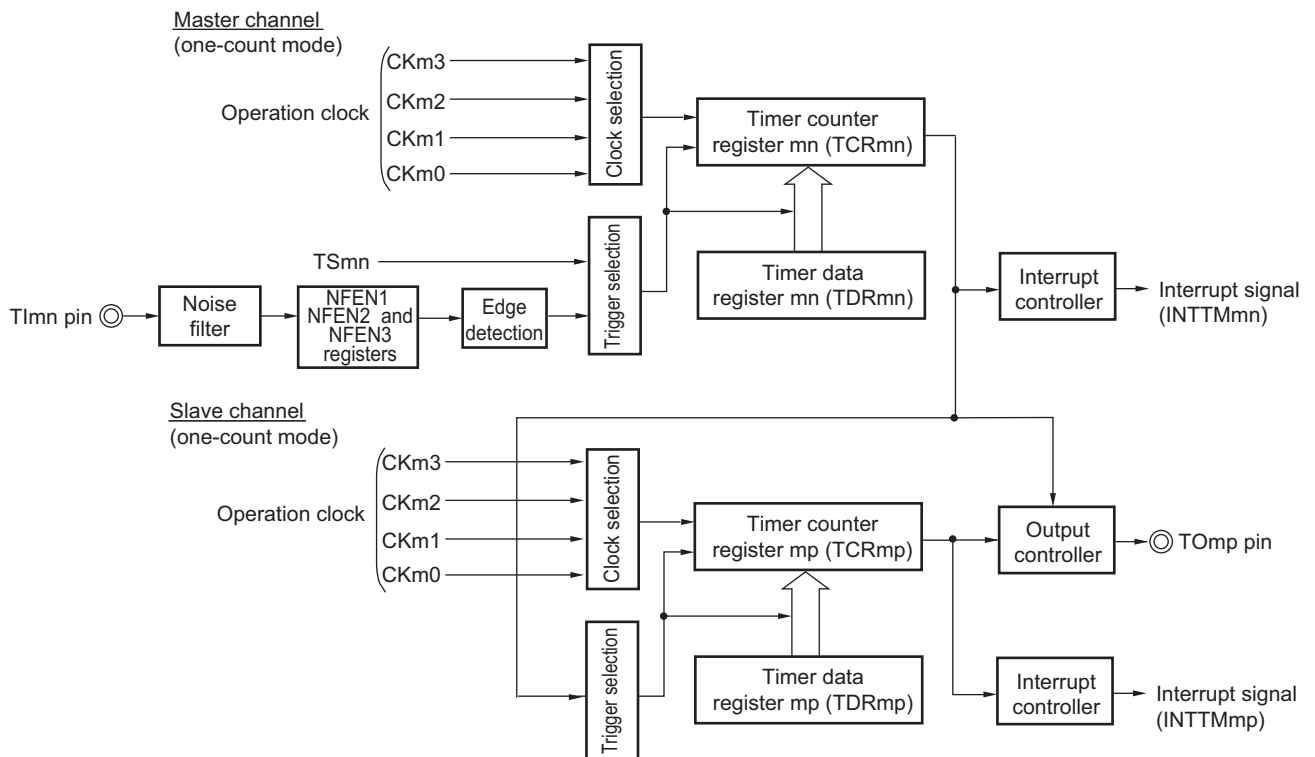 Master channel
(one-count mode)
CKm3
CKm2
Operation clock
CKm1
CKm0
Clock selection
Timer counter
register mn (TCRmn)
TSmn
Trigger selection
Timer data
register mn (TDRmn)
Interrupt
controller
Interrupt signal
(INTTMmn)
TImn pin
Noise
filter
NFEN1
NFEN2 and
NFEN3
registers
Edge
detection
Slave channel
(one-count mode)
CKm3
CKm2
Operation clock
CKm1
CKm0
Clock selection
Timer counter
register mp (TCRmp)
Output
controller
TOmp pin
Trigger selection
Timer data
register mp (TDRmp)
Interrupt
controller
Interrupt signal
(INTTMmp)